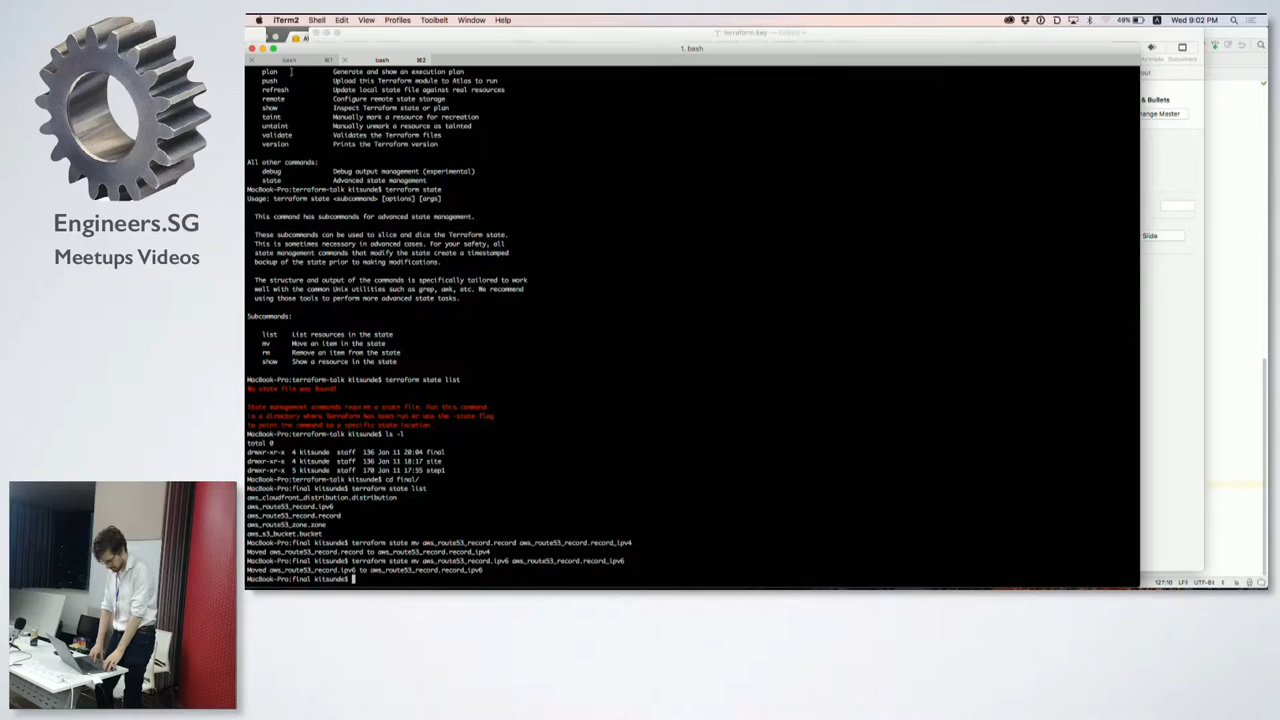 iTerm2 Shell Edit View Profiles Toolbelt Window Help
49% Wed 9:02 PM
terraform.key
1. bash
bash ⌘1 bash ⌘2
plan Generate and show an execution plan
push Upload this Terraform module to Atlas to run
refresh Update local state file against real resources
remote Configure remote state storage
show Inspect Terraform state or plan
taint Manually mark a resource for recreation
untaint Manually unmark a resource as tainted
validate Validates the Terraform files
version Prints the Terraform version
All other commands:
debug Debug output management (experimental)
state Advanced state management
MacBook-Pro:terraform-talk kitsunde$ terraform state
Usage: terraform state <subcommand> [options] [args]
This command has subcommands for advanced state management.
These subcommands can be used to slice and dice the Terraform state.
This is sometimes necessary in advanced cases. For your safety, all
state management commands that modify the state create a timestamped
backup of the state prior to making modifications.
The structure and output of the commands is specifically tailored to work
well with the common Unix utilities such as grep, awk, etc. We recommend
using those tools to perform more advanced state tasks.
Subcommands:
list List resources in the state
mv Move an item in the state
rm Remove an item from the state
show Show a resource in the state
MacBook-Pro:terraform-talk kitsunde$ terraform state list
No state file was found!
State management commands require a state file. Run this command
in a directory where Terraform has been run or use the -state flag
to point the command to a specific state location.
MacBook-Pro:terraform-talk kitsunde$ ls -l
total 0
drwxr-xr-x 4 kitsunde staff 136 Jan 11 20:04 final
drwxr-xr-x 4 kitsunde staff 136 Jan 11 18:17 site
drwxr-xr-x 5 kitsunde staff 170 Jan 11 17:55 step1
MacBook-Pro:terraform-talk kitsunde$ cd final/
MacBook-Pro:final kitsunde$ terraform state list
aws_cloudfront_distribution.distribution
aws_route53_record.ipv6
aws_route53_record.record
aws_route53_zone.zone
aws_s3_bucket.bucket
MacBook-Pro:final kitsunde$ terraform state mv aws_route53_record.record aws_route53_record.record_ipv4
Moved aws_route53_record.record to aws_route53_record.record_ipv4
MacBook-Pro:final kitsunde$ terraform state mv aws_route53_record.ipv6 aws_route53_record.record_ipv6
Moved aws_route53_record.ipv6 to aws_route53_record.record_ipv6
MacBook-Pro:final kitsunde$
Animate Document
& Bullets
ange Master
Slide
127:10 LF÷ UTF-8÷
Engineers.SG
Meetups Videos